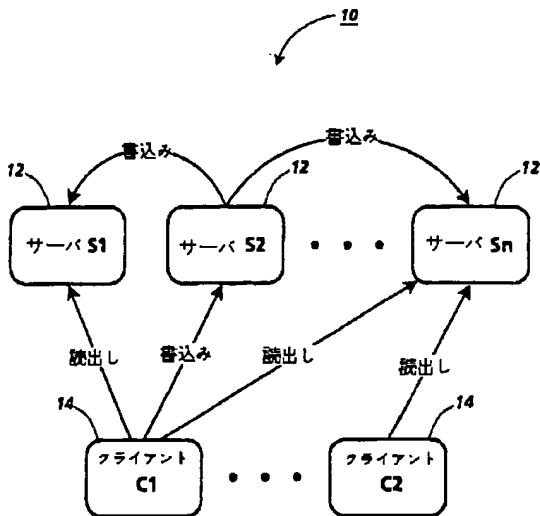 10
書込み
書込み
12
12
12
サーバ S1
サーバ S2
サーバ Sn
読出し
書込み
読出し
読出し
14
14
クライアント
C1
クライアント
C2